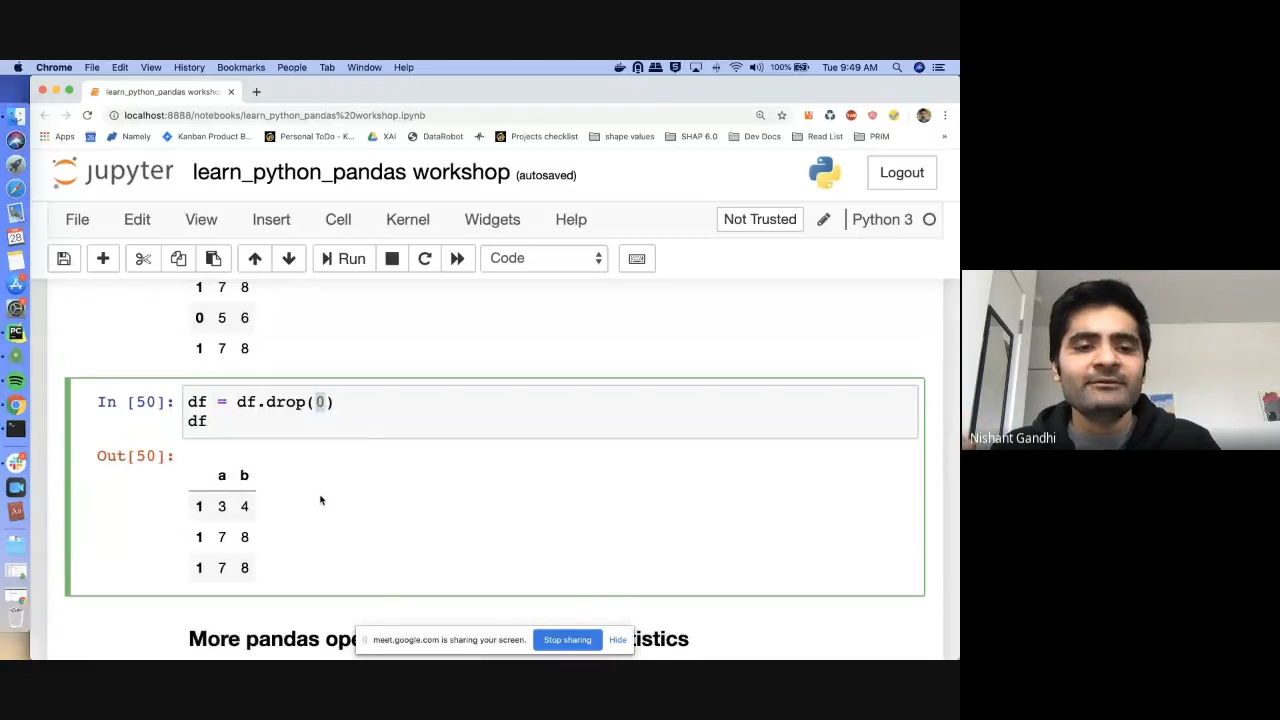 Chrome File Edit View History Bookmarks People Tab Window Help 100% Tue 9:49 AM
learn_python_pandas worksho
localhost:8888/notebooks/learn_python_pandas%20workshop.ipynb
Apps Namely Kanban Product B... Personal ToDo - K... XAI DataRobot Projects checklist shape values SHAP 6.0 Dev Docs Read List PRIM »
jupyter learn_python_pandas workshop (autosaved) Logout
File Edit View Insert Cell Kernel Widgets Help Not Trusted Python 3
Run Code
1 7 8
0 5 6
1 7 8
In [50]: df = df.drop(0)
df
Out[50]:
a b
1 3 4
1 7 8
1 7 8
More pandas ope tistics
meet.google.com is sharing your screen. Stop sharing Hide
Nishant Gandhi